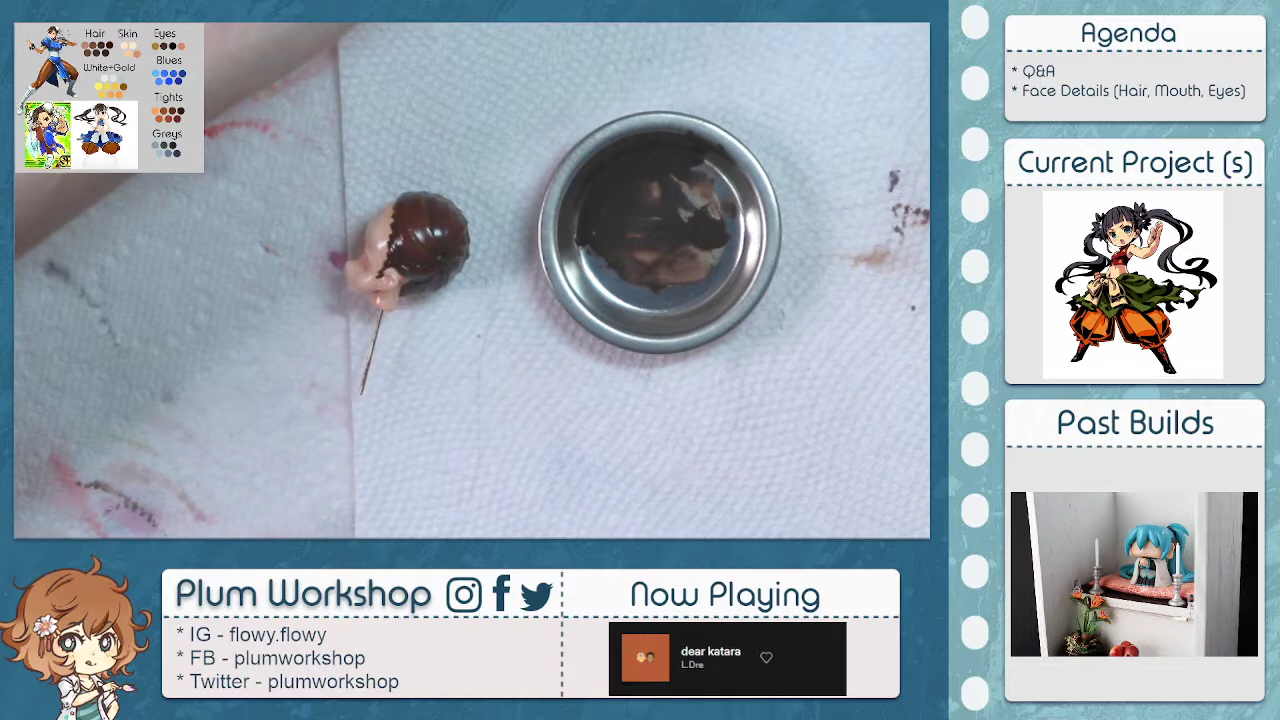 Hair Skin Eyes
White+Gold
Blues
Tights
Greys
Agenda
* Q&A
* Face Details (Hair, Mouth, Eyes)
Current Project (s)
Past Builds
Plum Workshop
* IG - flowy.flowy
* FB - plumworkshop
* Twitter - plumworkshop
Now Playing
dear katara
L.Dre